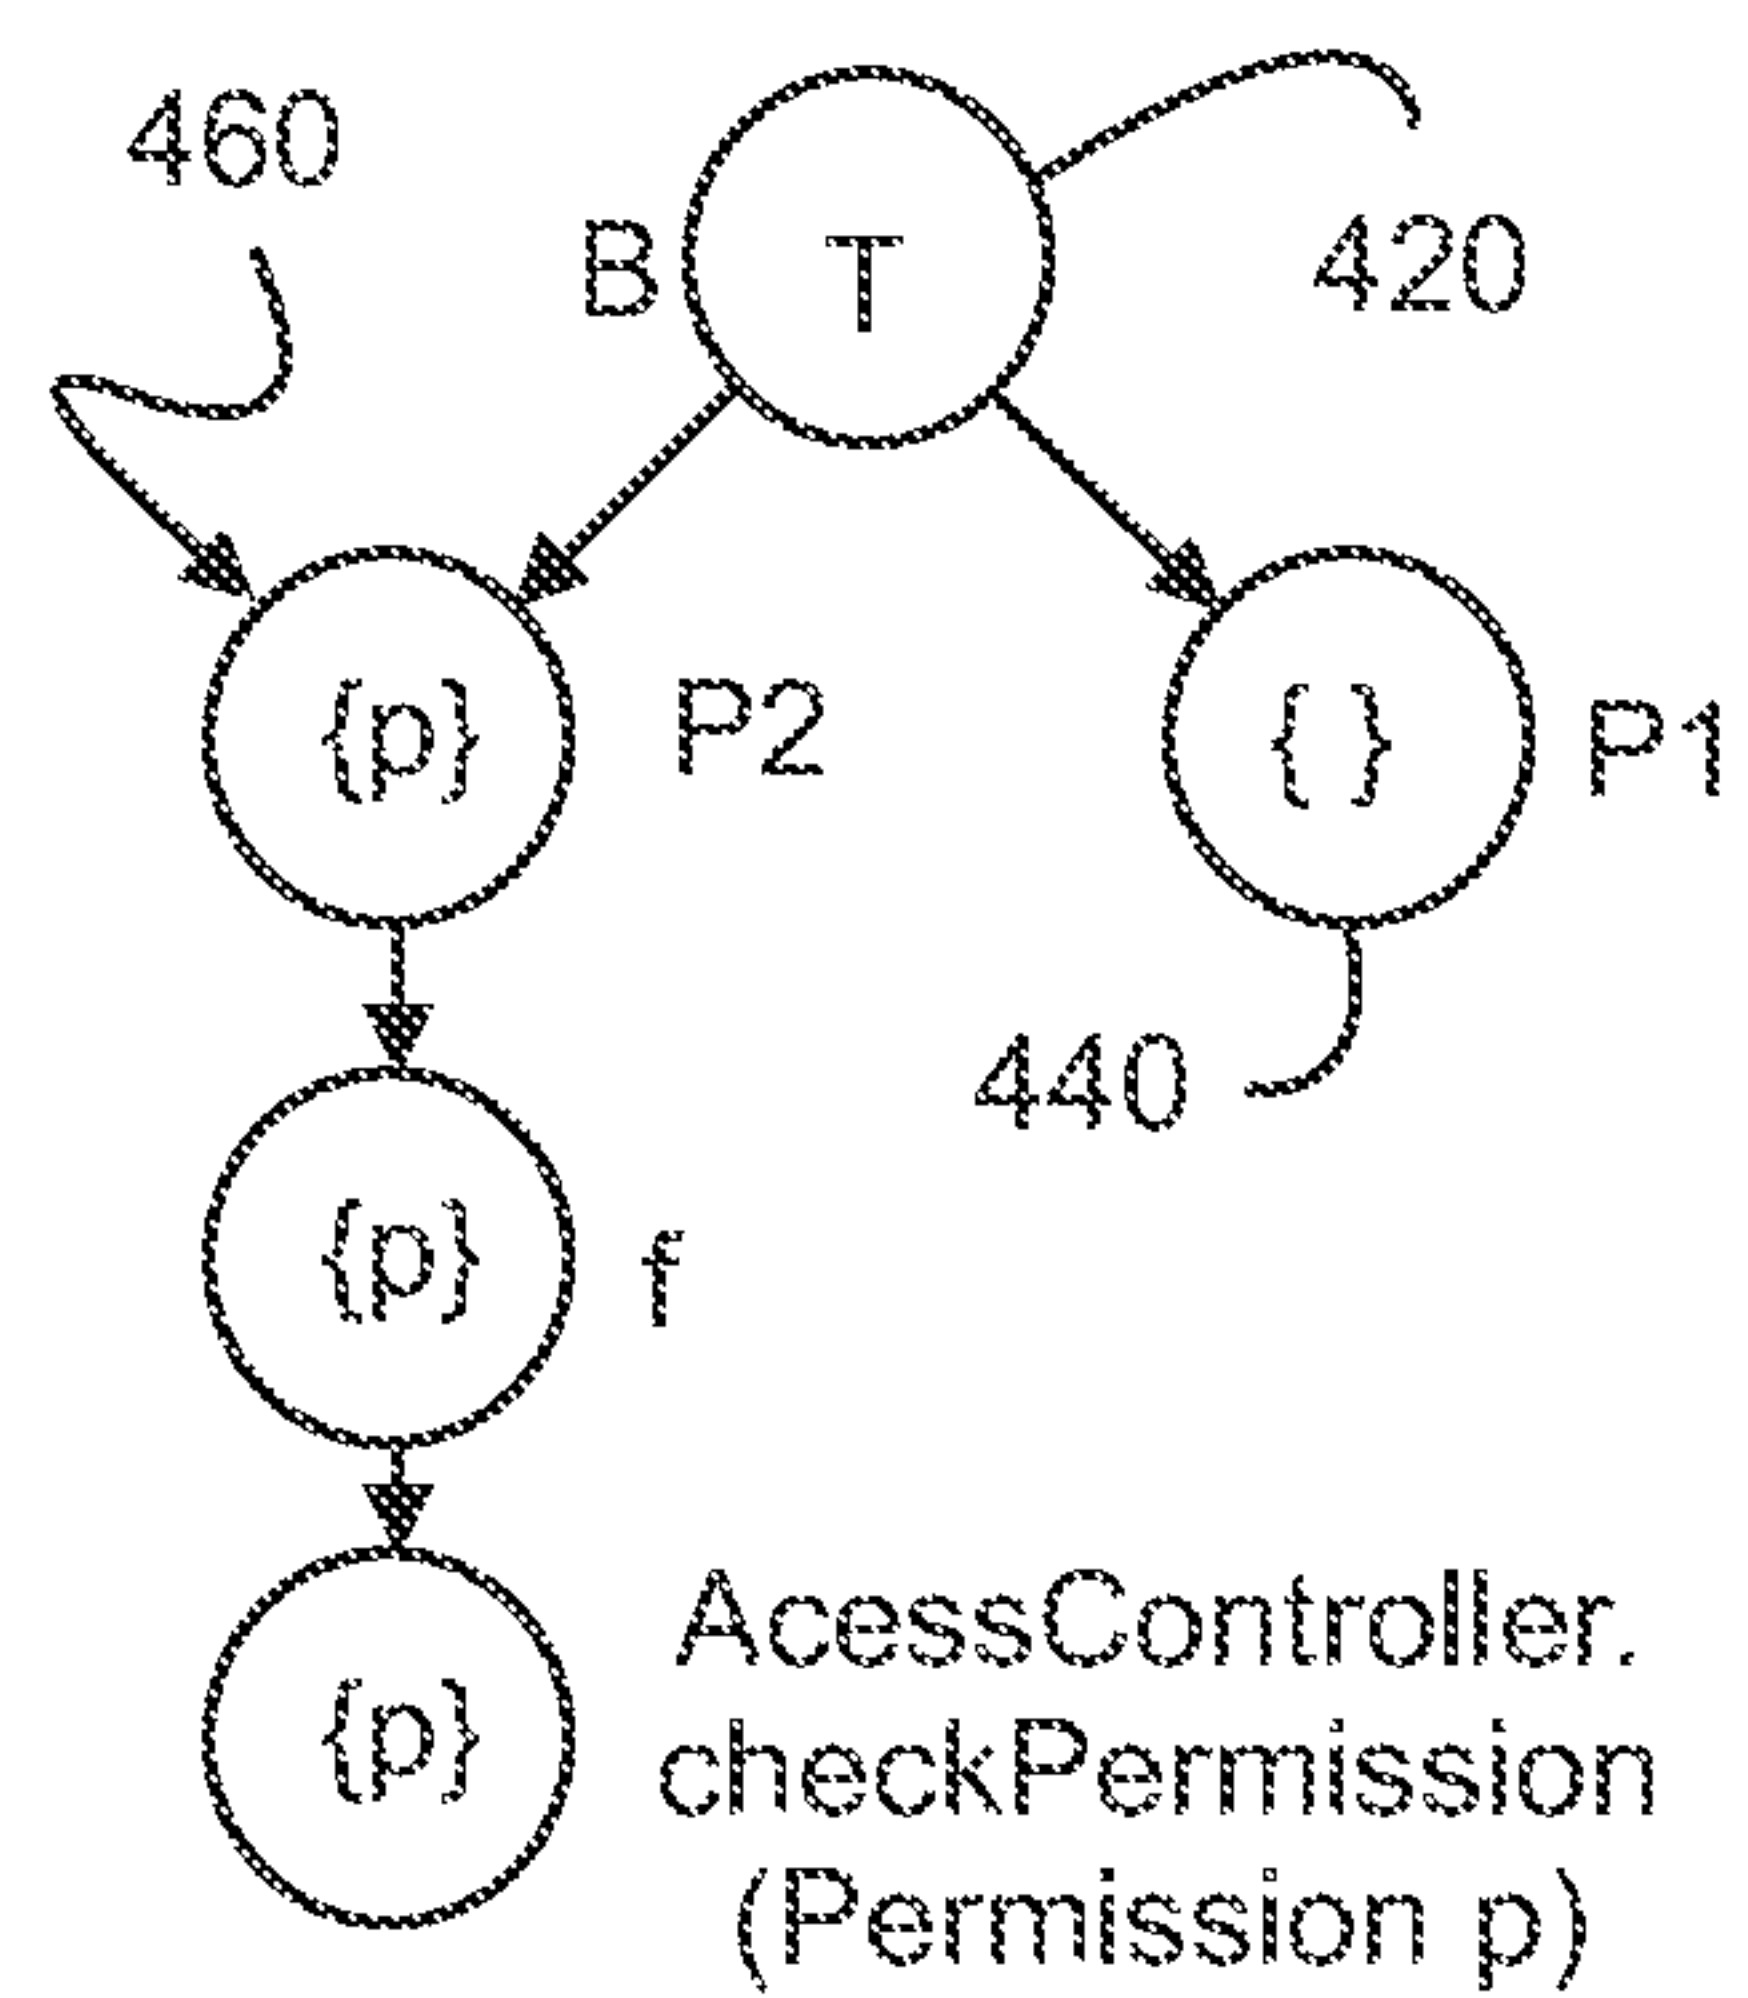 460
B
T
420
{p}
P2
{ }
P1
440
{p}
f
{p}
AcessController.
checkPermission
(Permission p)